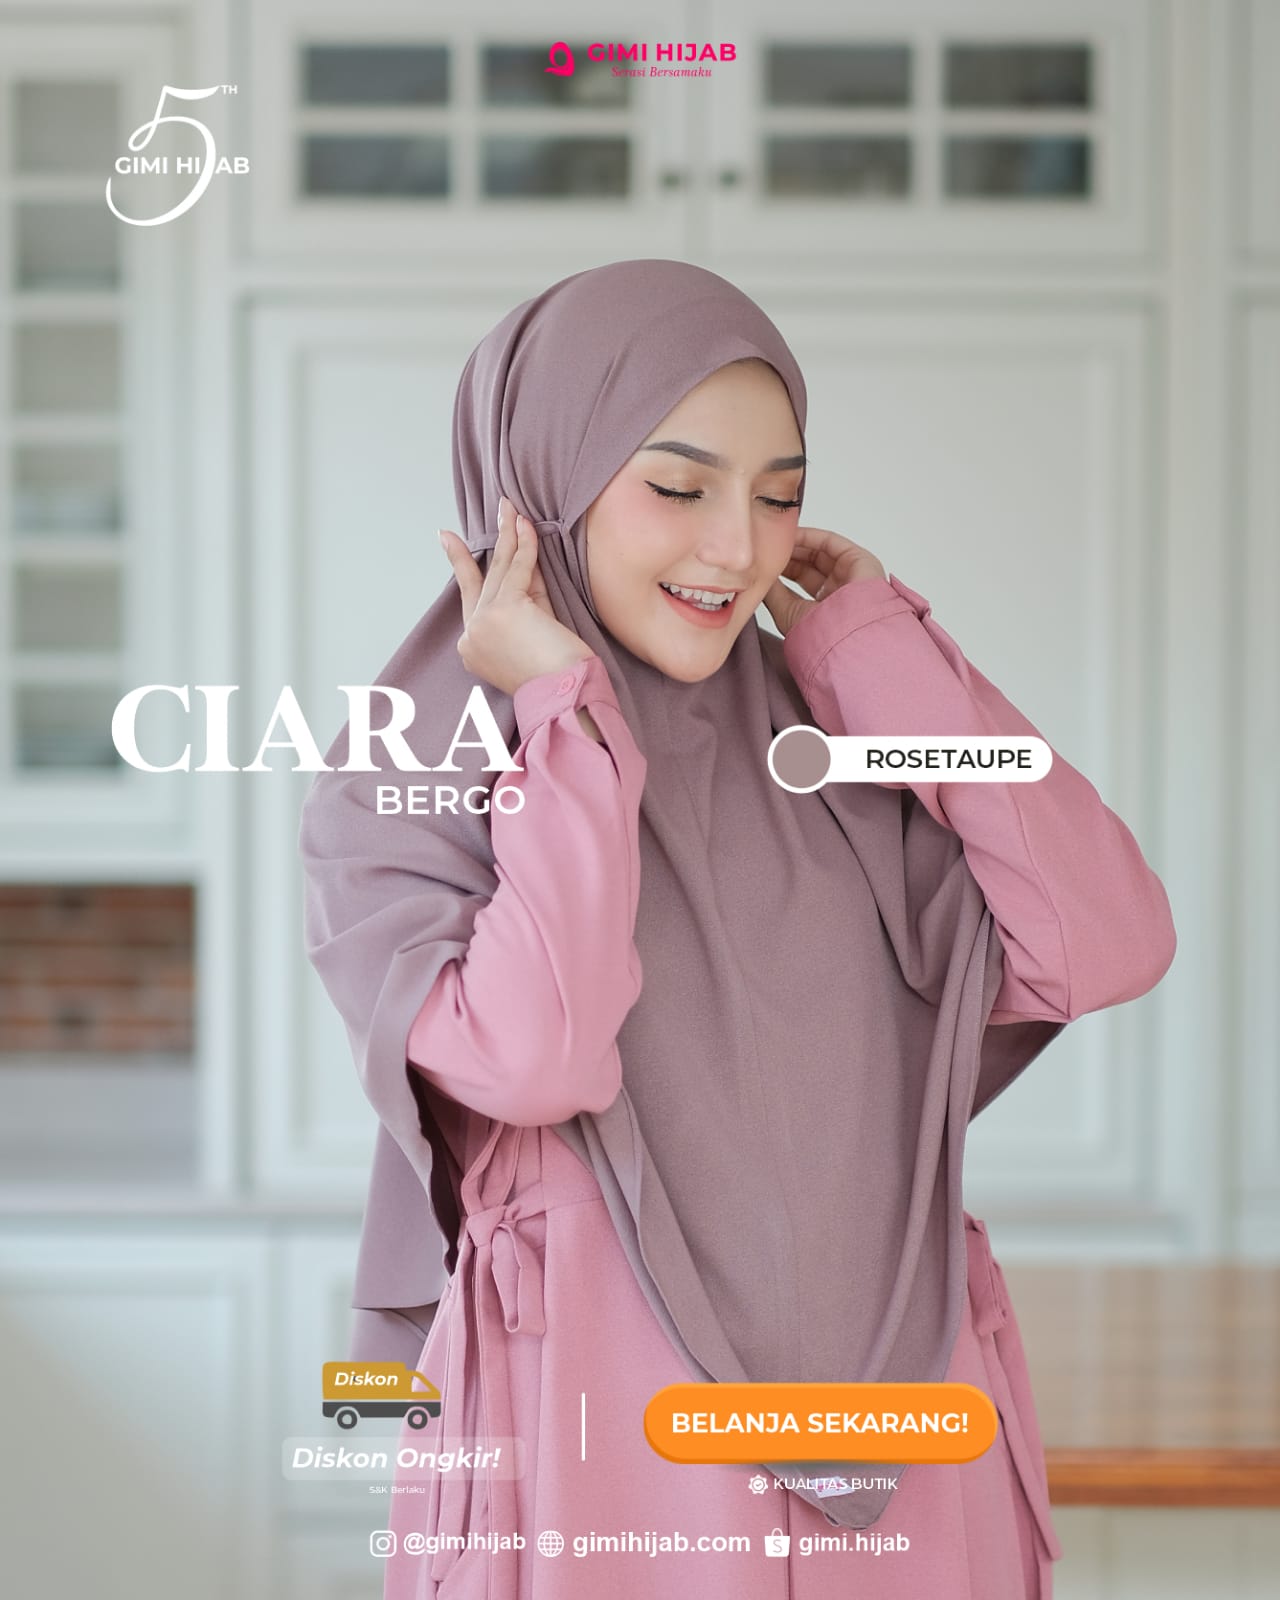 GIMI HIJAB
Serasi Bersamaku
5TH
GIMI HIJAB
CIARA
BERGO
ROSETAUPE
Diskon
Diskon Ongkir!
S&K Berlaku
BELANJA SEKARANG!
KUALITAS BUTIK
@gimihijab gimihijab.com gimi.hijab